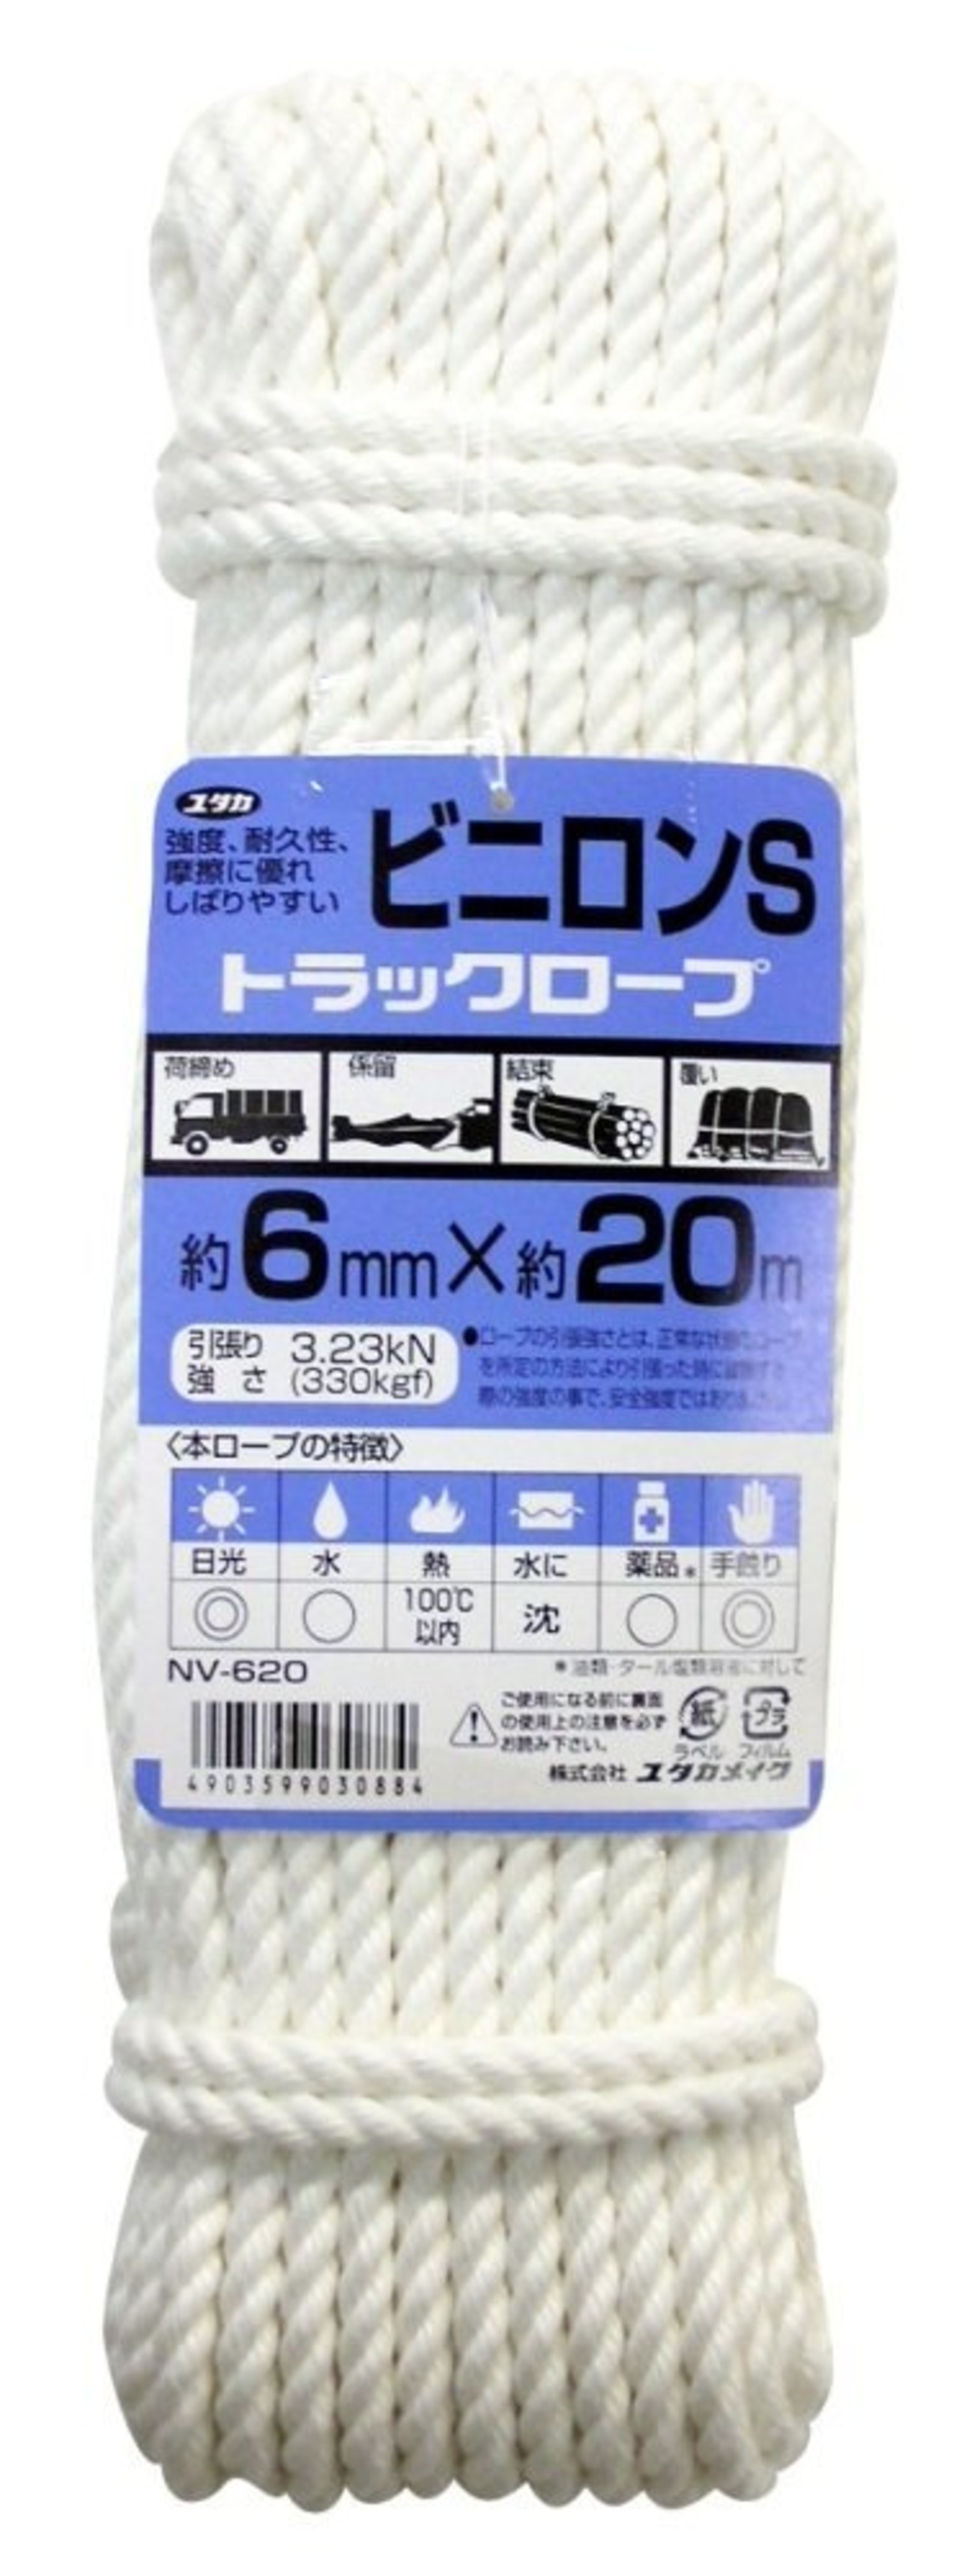 ユタカ
強度、耐久性、
摩擦に優れ
しばりやすい
ビニロンS
トラックロープ
荷締め 係留 結束 覆い
約6mm×約20m
引張り 3.23kN
強 さ (330kgf)
●ロープの引張強さとは、正常な状態のロープ
を所定の方法により引張った時に破断する
際の強度の事で、安全強度ではありません。
〈本ロープの特徴〉
日光 水 熱 水に 薬品* 手触り
◎ ○ 100℃以内 沈 ○ ◎
NV-620
*油類・タール塩類溶液に対して
ご使用になる前に裏面
の使用上の注意を必ず
お読み下さい。
紙 プラ
ラベル フィルム
株式会社 ユタカメイク
4903599030884